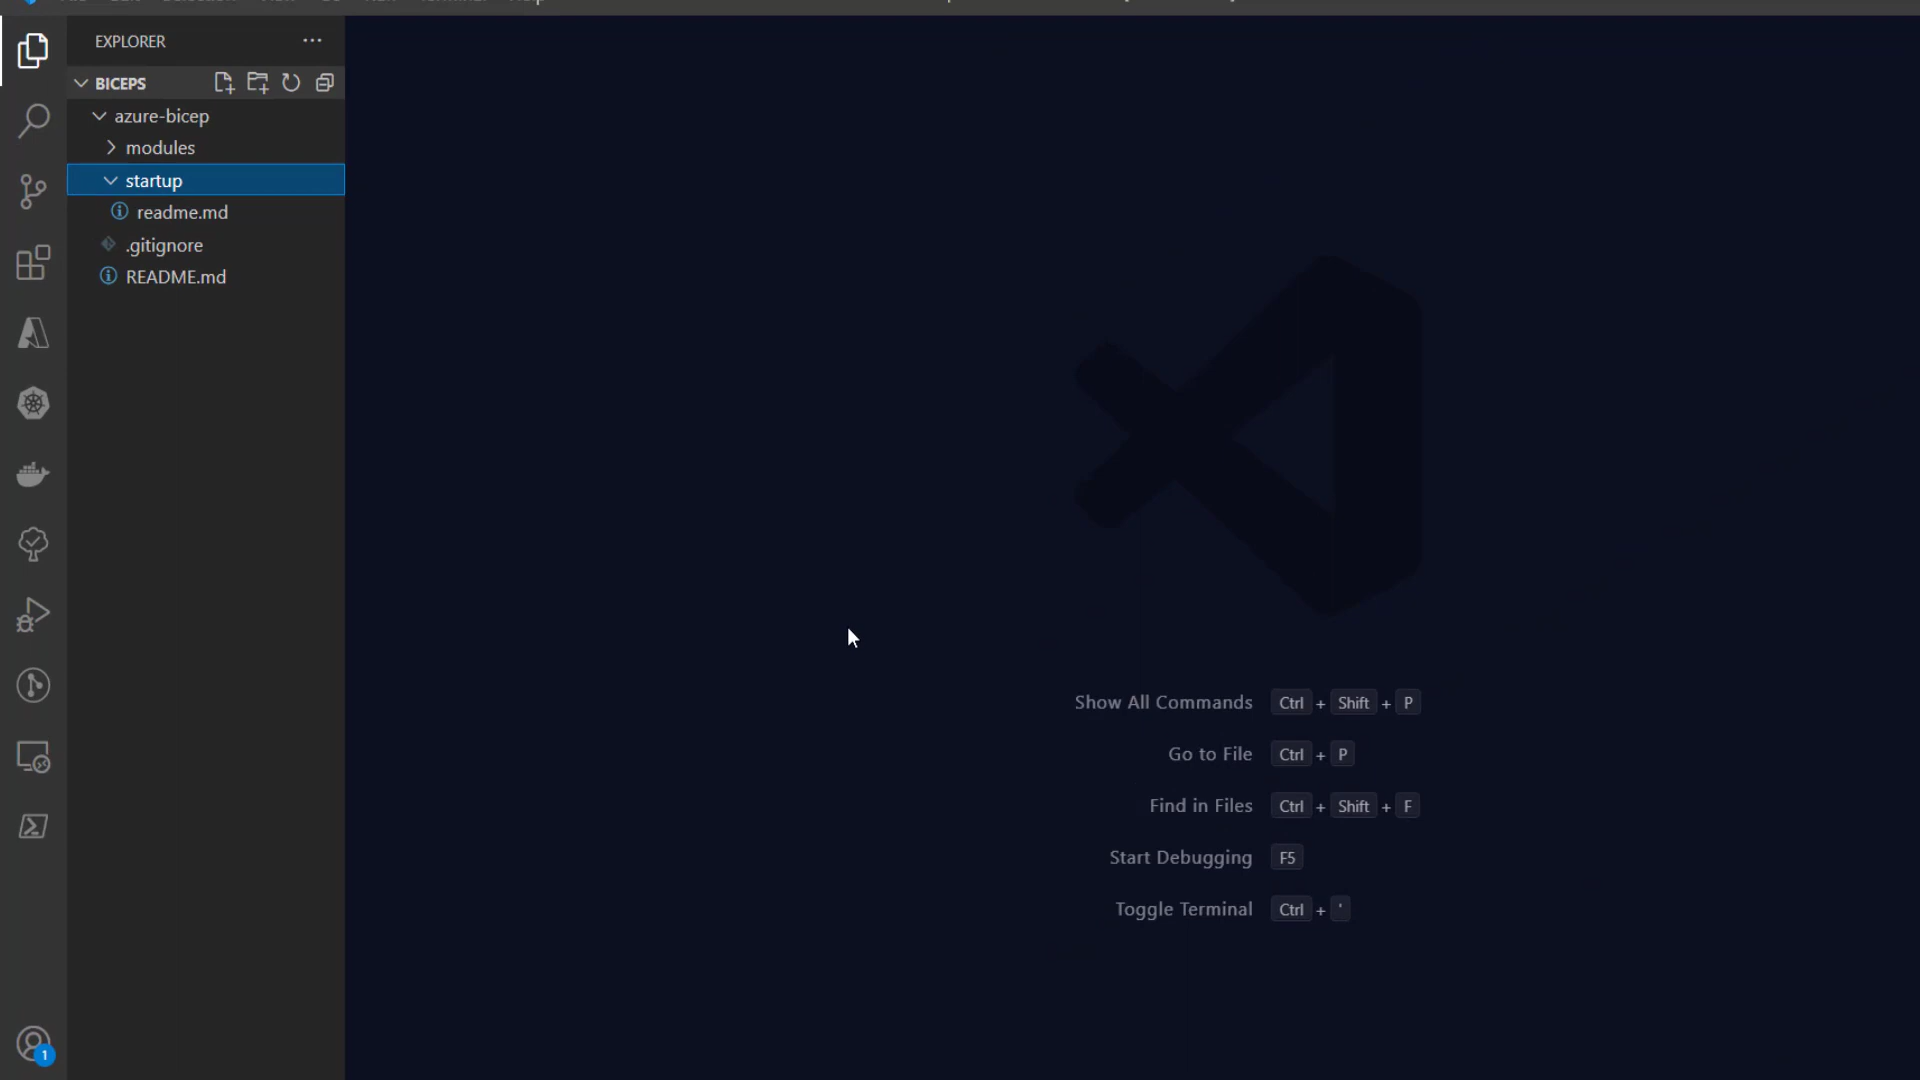 EXPLORER
BICEPS
azure-bicep
modules
startup
readme.md
.gitignore
README.md
Show All Commands Ctrl + Shift + P
Go to File Ctrl + P
Find in Files Ctrl + Shift + F
Start Debugging F5
Toggle Terminal Ctrl + '
1